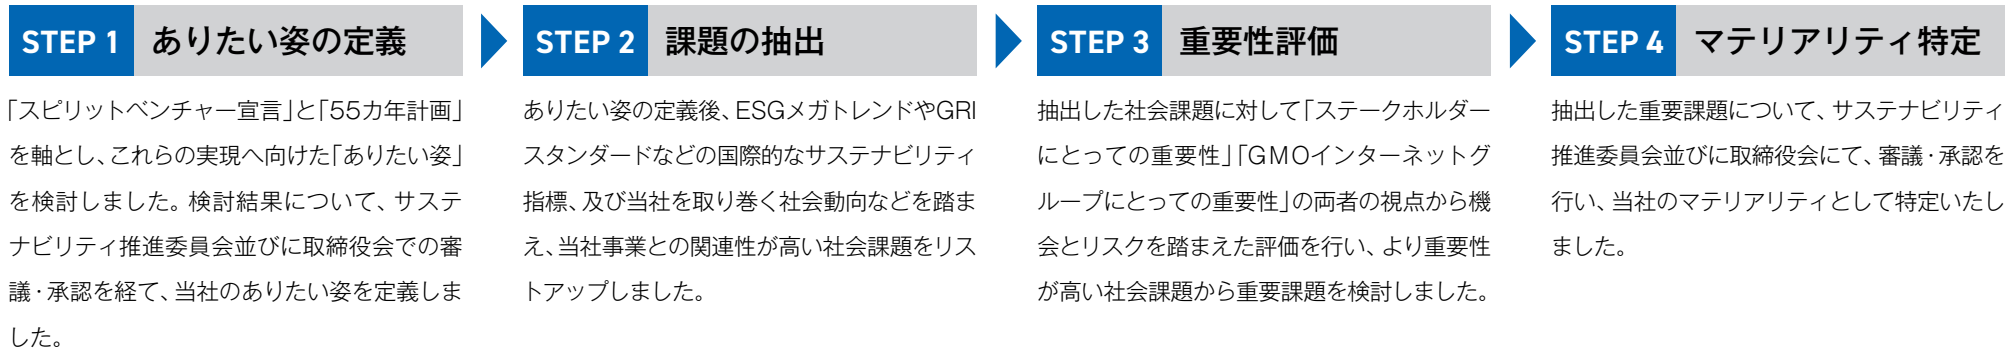 STEP 1 ありたい姿の定義
「スピリットベンチャー宣言」と「55カ年計画」
を軸とし、これらの実現へ向けた「ありたい姿」
を検討しました。検討結果について、サステ
ナビリティ推進委員会並びに取締役会での審
議・承認を経て、当社のありたい姿を定義しま
した。
STEP 2 課題の抽出
ありたい姿の定義後、ESGメガトレンドやGRI
スタンダードなどの国際的なサステナビリティ
指標、及び当社を取り巻く社会動向などを踏ま
え、当社事業との関連性が高い社会課題をリス
トアップしました。
STEP 3 重要性評価
抽出した社会課題に対して「ステークホルダー
にとっての重要性」「GMOインターネットグ
ループにとっての重要性」の両者の視点から機
会とリスクを踏まえた評価を行い、より重要性
が高い社会課題から重要課題を検討しました。
STEP 4 マテリアリティ特定
抽出した重要課題について、サステナビリティ
推進委員会並びに取締役会にて、審議・承認を
行い、当社のマテリアリティとして特定いたし
ました。